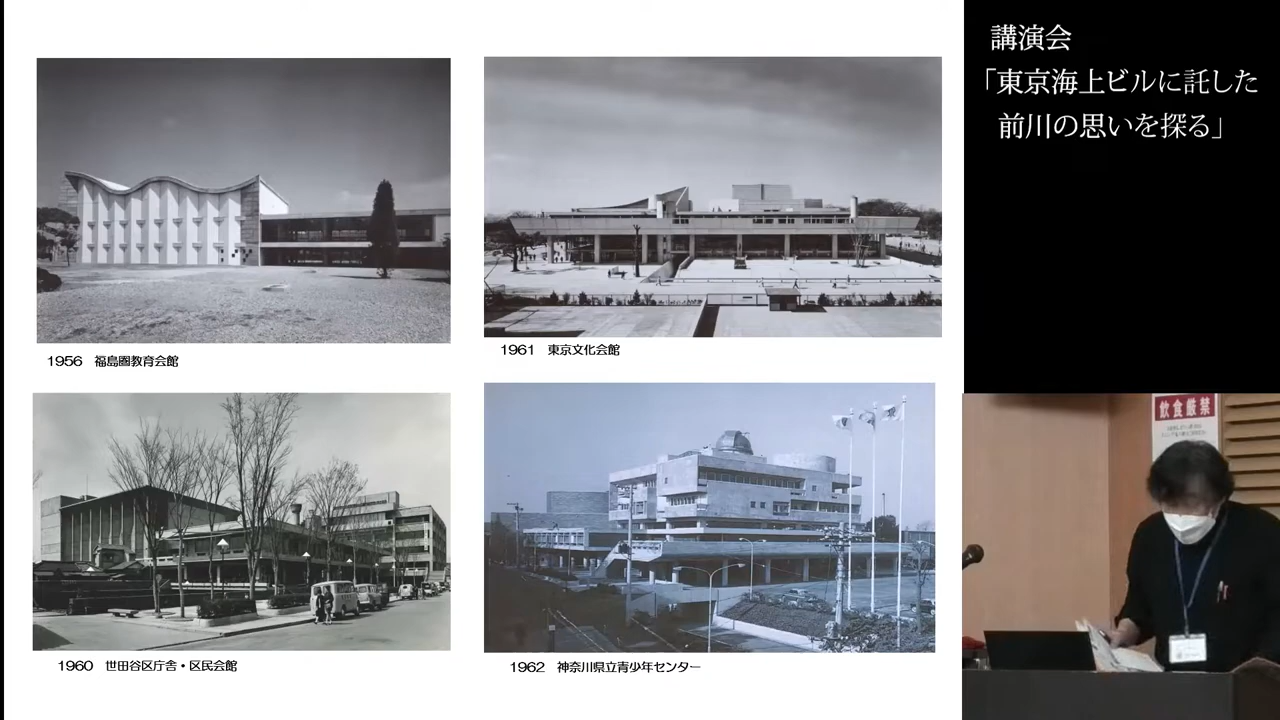 講演会
「東京海上ビルに託した
前川の思いを探る」
1956 福島圏教育会館
1961 東京文化会館
1960 世田谷区庁舎・区民会館
1962 神奈川県立青少年センター
飲食厳禁